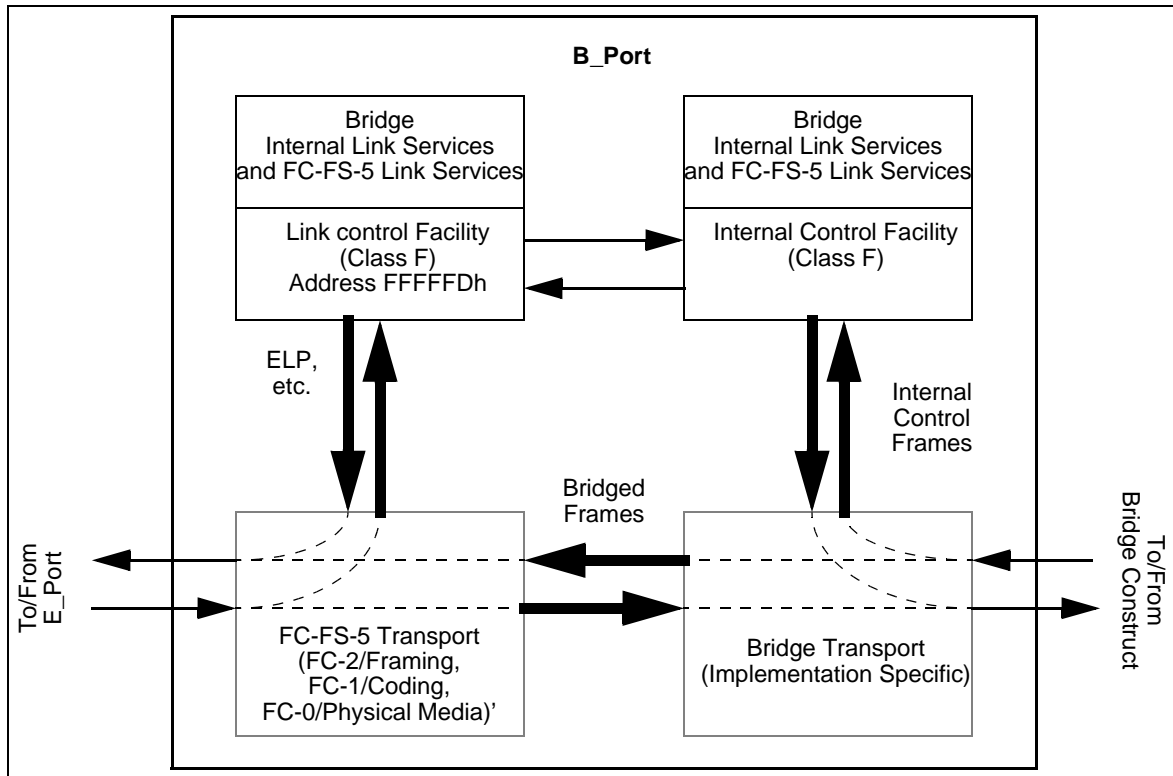 B_Port
Bridge
Internal Link Services
and FC-FS-5 Link Services
Link control Facility
(Class F)
Address FFFFFDh
Bridge
Internal Link Services
and FC-FS-5 Link Services
Internal Control Facility
(Class F)
ELP,
etc.
Internal
Control
Frames
Bridged
Frames
To/From
E_Port
To/From
Bridge Construct
FC-FS-5 Transport
(FC-2/Framing,
FC-1/Coding,
FC-0/Physical Media)’
Bridge Transport
(Implementation Specific)